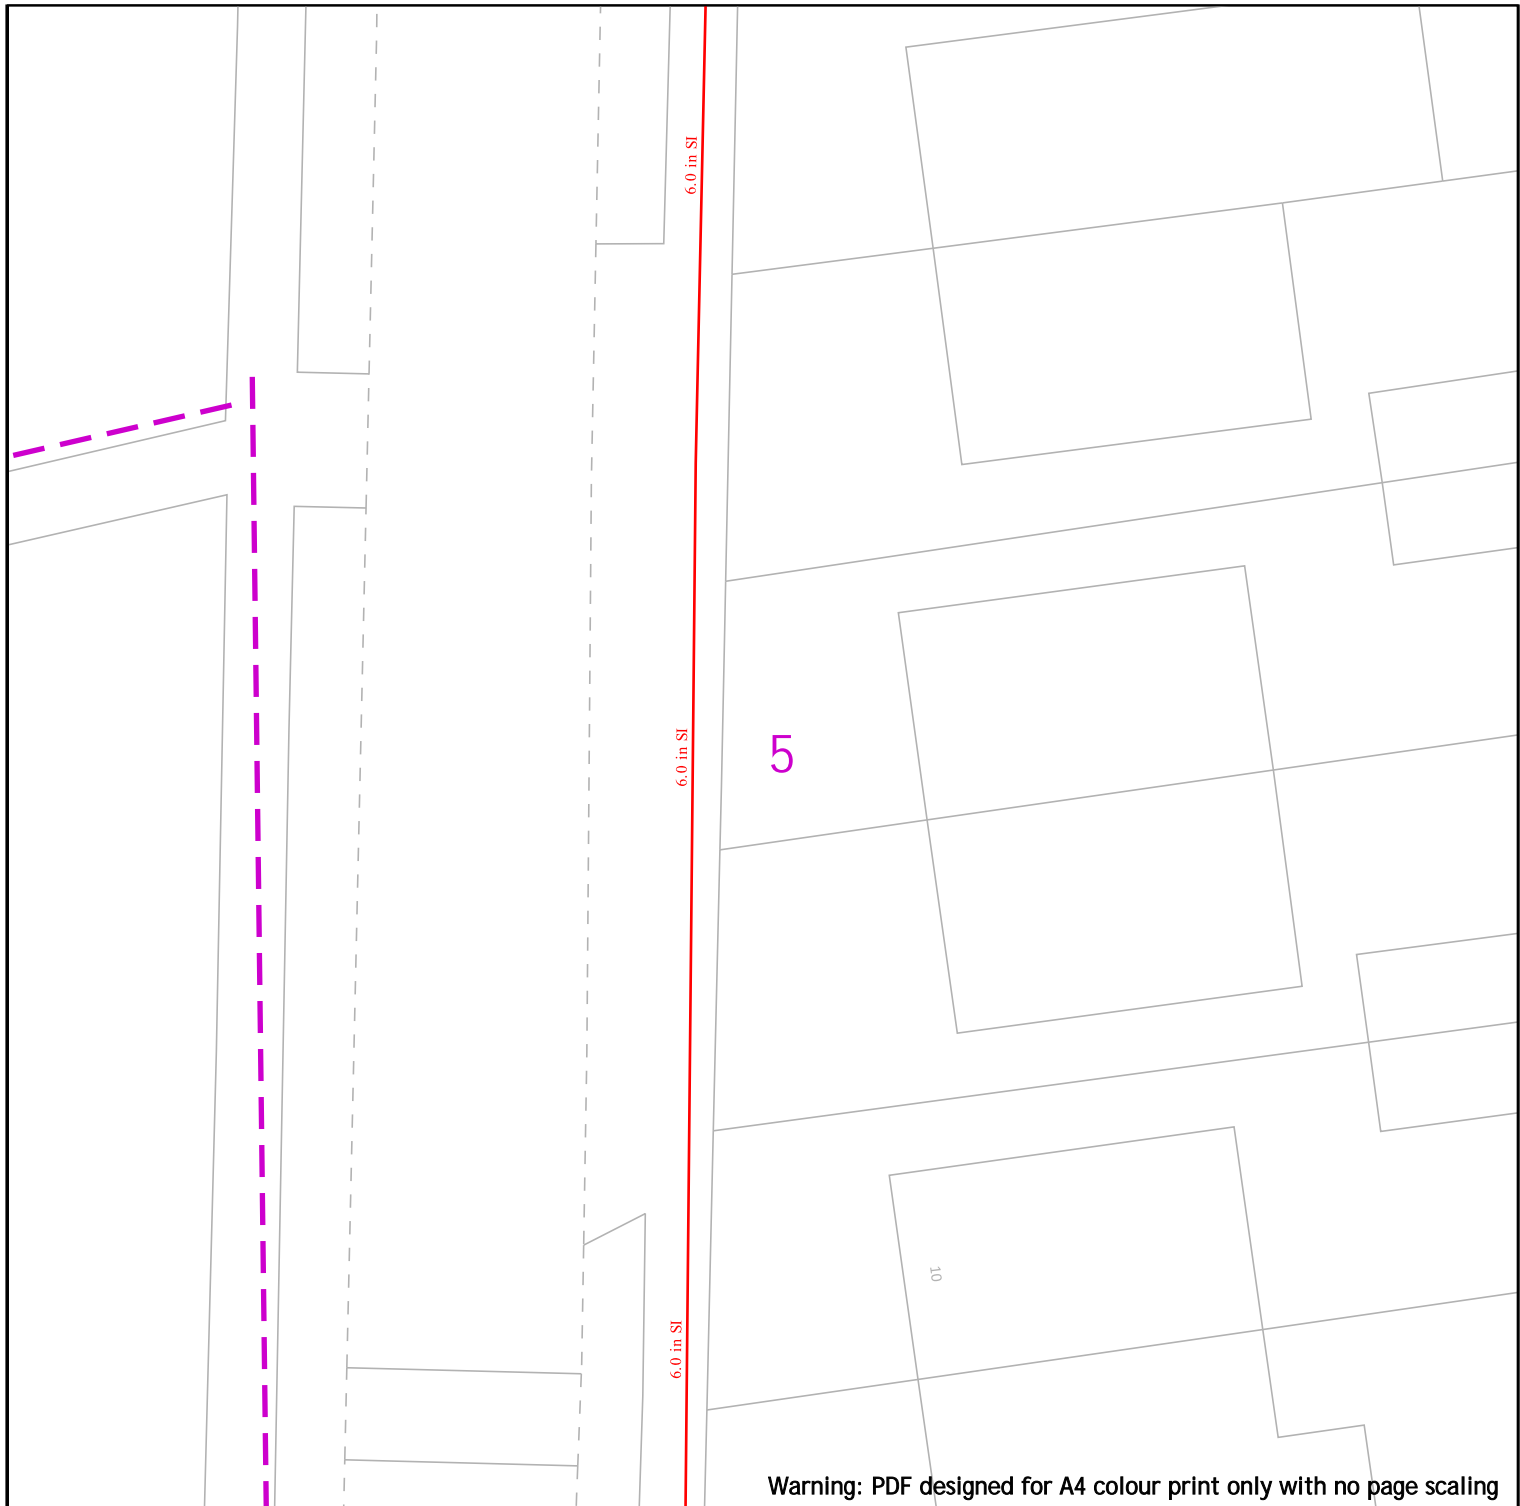 6.0 in SI
6.0 in SI
5
10
6.0 in SI
Warning: PDF designed for A4 colour print only with no page scaling